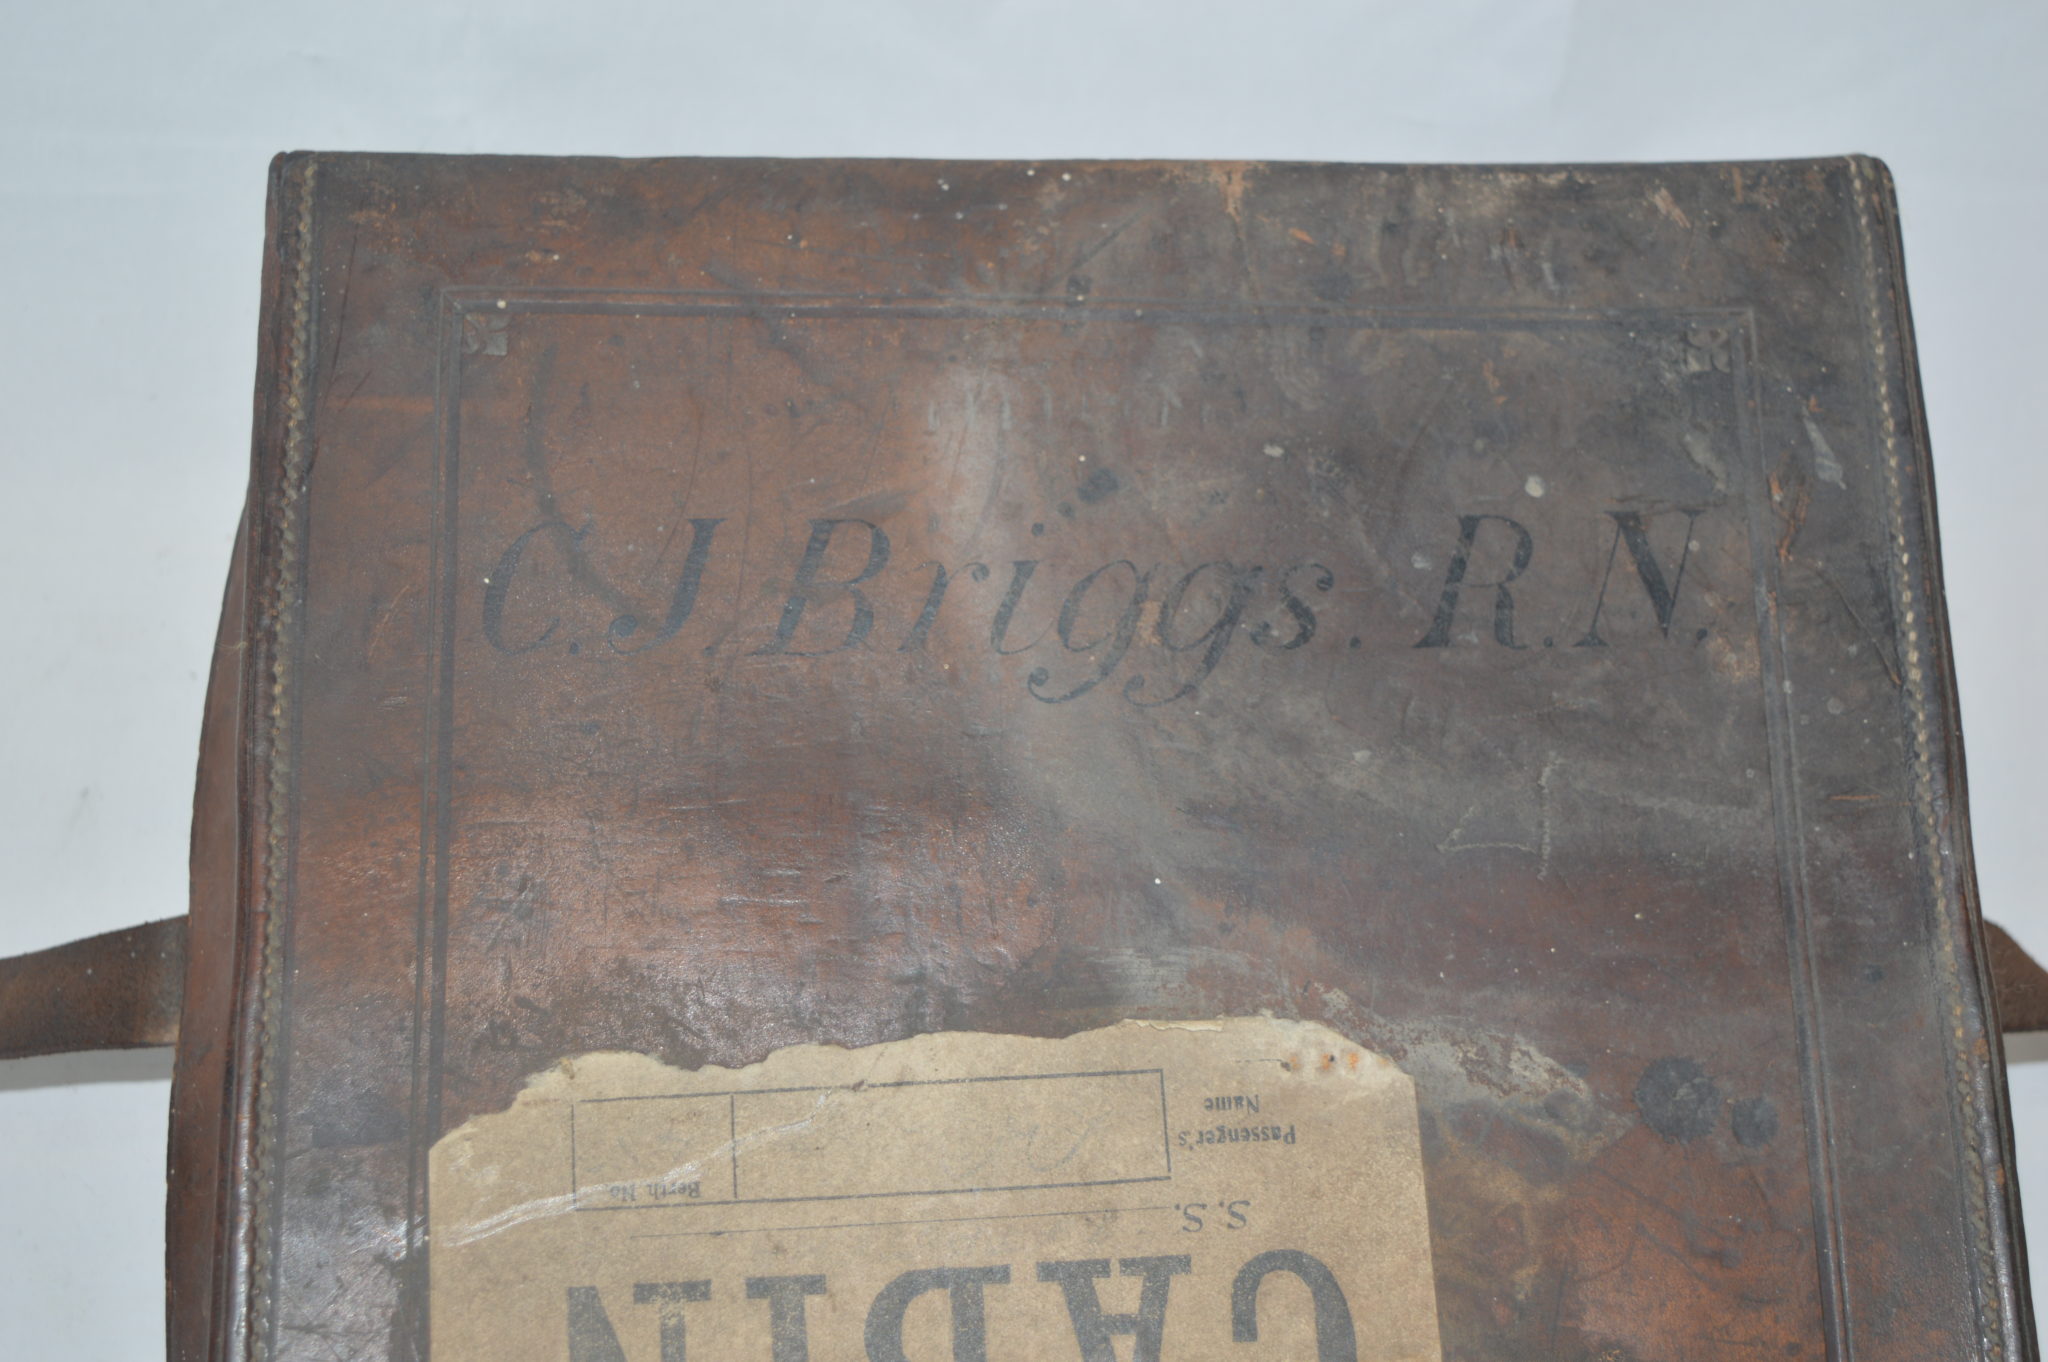 C. J. Briggs. R. N.
Passenger's
Name
Berth No.
S. S.
CABIN